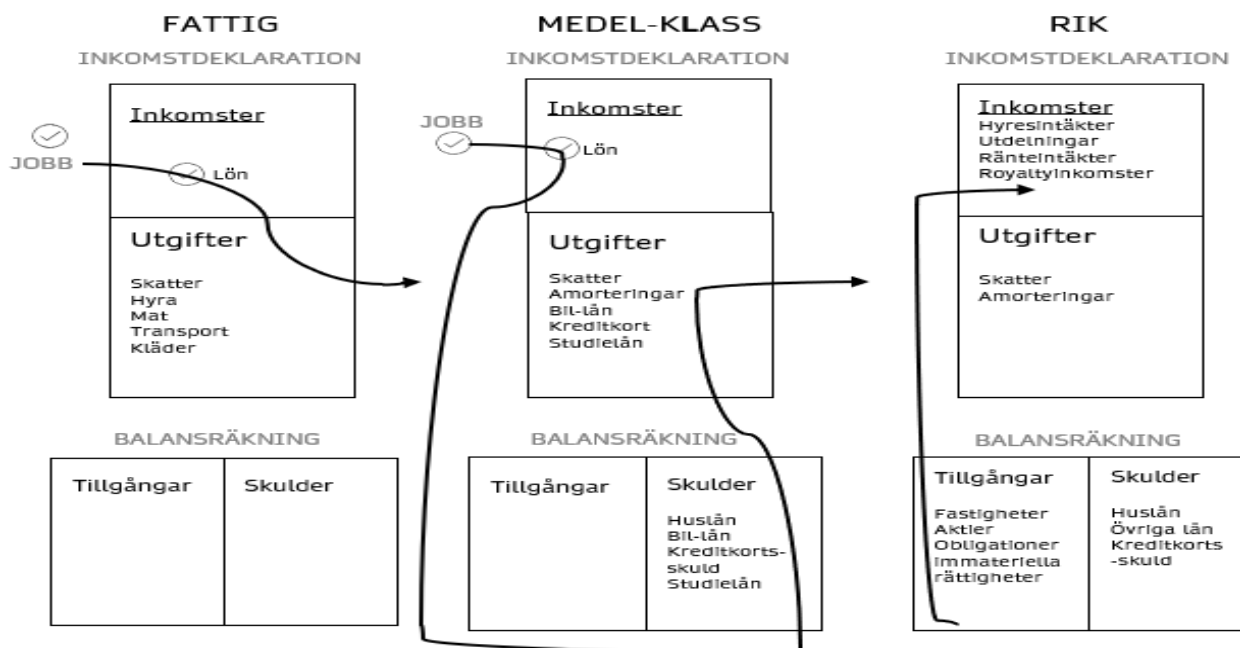 FATTIG
INKOMSTDEKLARATION
Inkomster
JOBB
Lön
Utgifter
Skatter
Hyra
Mat
Transport
Kläder
BALANSRÄKNING
Tillgångar
Skulder
MEDEL-KLASS
INKOMSTDEKLARATION
Inkomster
JOBB
Lön
Utgifter
Skatter
Amorteringar
Bil-lån
Kreditkort
Studielån
BALANSRÄKNING
Tillgångar
Skulder
Huslån
Bil-lån
Kreditkorts-
skuld
Studielån
RIK
INKOMSTDEKLARATION
Inkomster
Hyresintäkter
Utdelningar
Ränteintäkter
Royaltyinkomster
Utgifter
Skatter
Amorteringar
BALANSRÄKNING
Tillgångar
Fastigheter
Aktier
Obligationer
immateriella
rättigheter
Skulder
Huslån
Övriga lån
Kreditkorts
-skuld